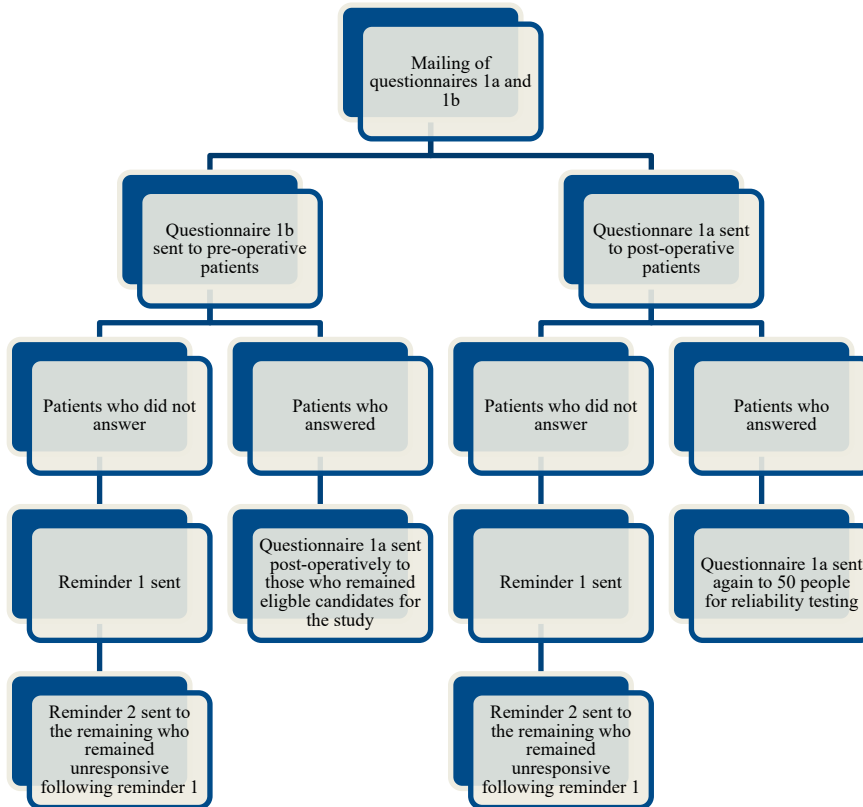 Mailing of
questionnaires 1a and
1b
Questionnaire 1b
sent to pre-operative
patients
Questionnare 1a sent
to post-operative
patients
Patients who did not
answer
Patients who
answered
Patients who did not
answer
Patients who
answered
Reminder 1 sent
Questionnaire 1a sent
post-operatively to
those who remained
eligble candidates for
the study
Reminder 1 sent
Questionnaire 1a sent
again to 50 people
for reliability testing
Reminder 2 sent to
the remaining who
remained
unresponsive
following reminder 1
Reminder 2 sent to
the remaining who
remained
unresponsive
following reminder 1